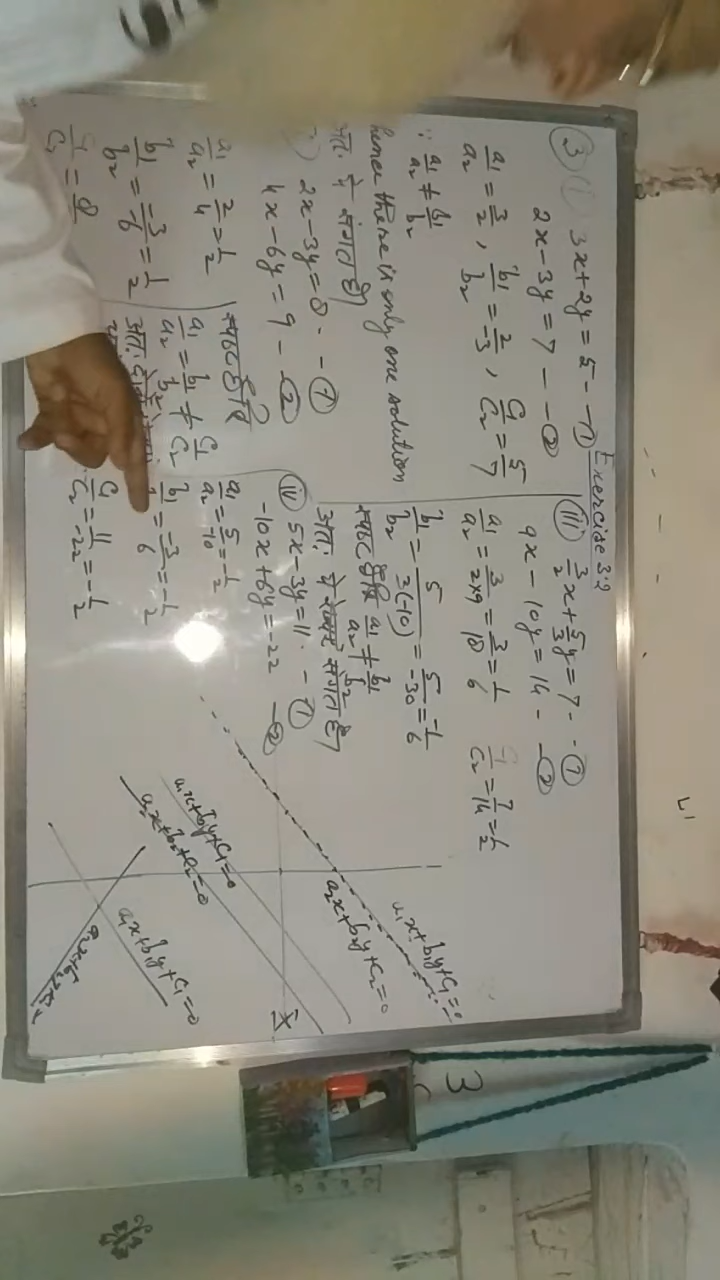 Exercise 3.2
③ (i) 3x+2y=5 - - ①
2x-3y=7 - - ②
a₁/a₂ = 3/2, b₁/b₂ = 2/-3, c₁/c₂ = 5/7
∵ a₁/a₂ ≠ b₁/b₂
hence there is only one solution
अतः ये संगत है।
2x-3y=8 - - ①
4x-6y=9 - - ②
a₁/a₂ = 2/4 = 1/2
b₁/b₂ = -3/-6 = 1/2
c₁/c₂ = 8
स्पष्ट है कि
a₁/a₂ = b₁/b₂ ≠ c₁/c₂
अतः
(iii) 3/2x+5/3y=7 - - ①
9x-10y=14 - - ②
a₁/a₂ = 3/2×9 = 3/18 = 1/6 c₁/c₂ = 7/14 = 1/2
b₁/b₂ = 5/3(-10) = 5/-30 = -1/6
स्पष्ट है कि a₁/a₂ ≠ b₁/b₂
अतः ये संगत है।
iv 5x-3y=11 - - ①
-10x+6y=-22 - ②
a₁/a₂ = 5/-10 = -1/2
b₁ = -3/6 = -1/2
c₁/c₂ = 11/-22 = -1/2
a₁x+b₁y+c₁=0
a₂x+b₂y+c₂=0
a₁x+b₁y+c₁=0
a₂x+b₂+c₂=0
a₁x+b₁y+c₁=0
3